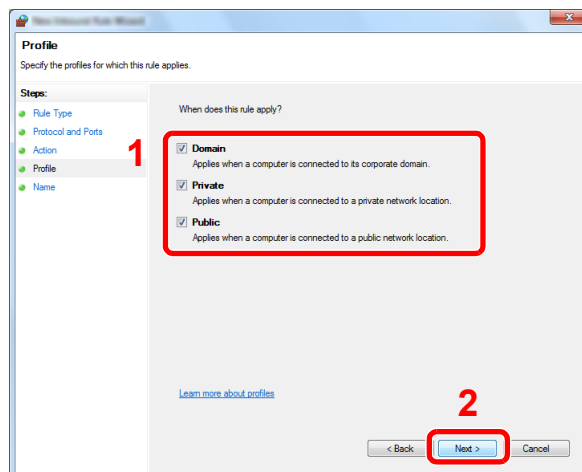 Profile
Specify the profiles for which this rule applies.
Steps:
Rule Type
Protocol and Ports
Action
Profile
Name
When does this rule apply?
1
Domain
Applies when a computer is connected to its corporate domain.
Private
Applies when a computer is connected to a private network location.
Public
Applies when a computer is connected to a public network location.
Learn more about profiles
2
< Back
Next >
Cancel